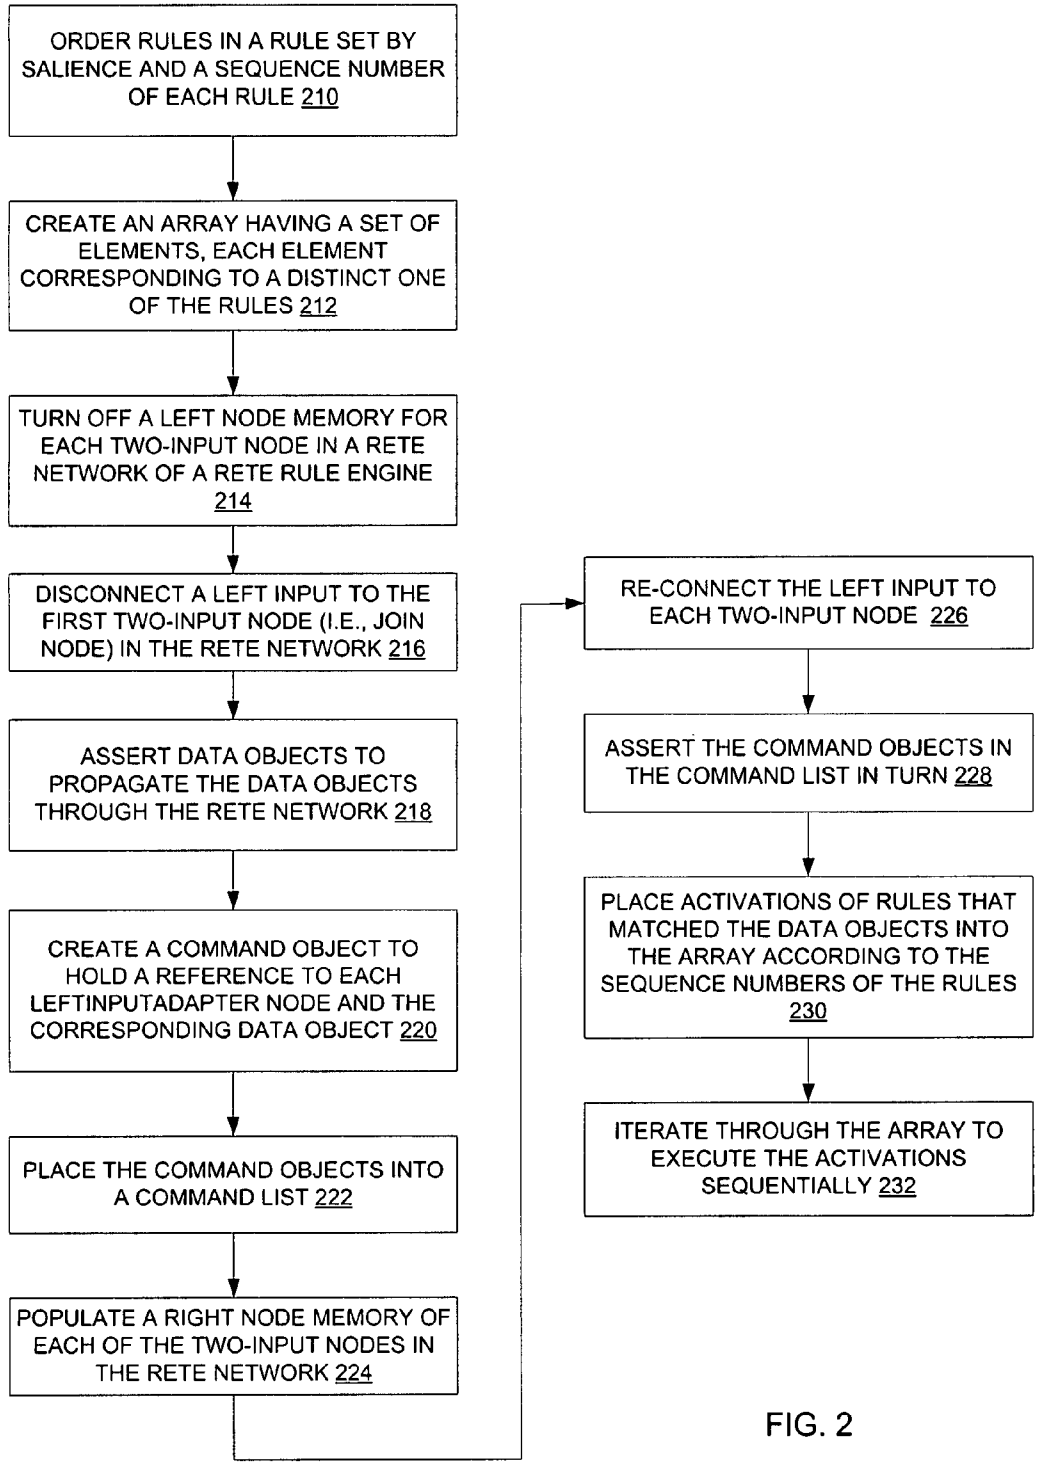 ORDER RULES IN A RULE SET BY
SALIENCE AND A SEQUENCE NUMBER
OF EACH RULE 210
CREATE AN ARRAY HAVING A SET OF
ELEMENTS, EACH ELEMENT
CORRESPONDING TO A DISTINCT ONE
OF THE RULES 212
TURN OFF A LEFT NODE MEMORY FOR
EACH TWO-INPUT NODE IN A RETE
NETWORK OF A RETE RULE ENGINE
214
DISCONNECT A LEFT INPUT TO THE
FIRST TWO-INPUT NODE (I.E., JOIN
NODE) IN THE RETE NETWORK 216
ASSERT DATA OBJECTS TO
PROPAGATE THE DATA OBJECTS
THROUGH THE RETE NETWORK 218
CREATE A COMMAND OBJECT TO
HOLD A REFERENCE TO EACH
LEFTINPUTADAPTER NODE AND THE
CORRESPONDING DATA OBJECT 220
PLACE THE COMMAND OBJECTS INTO
A COMMAND LIST 222
POPULATE A RIGHT NODE MEMORY OF
EACH OF THE TWO-INPUT NODES IN
THE RETE NETWORK 224
RE-CONNECT THE LEFT INPUT TO
EACH TWO-INPUT NODE 226
ASSERT THE COMMAND OBJECTS IN
THE COMMAND LIST IN TURN 228
PLACE ACTIVATIONS OF RULES THAT
MATCHED THE DATA OBJECTS INTO
THE ARRAY ACCORDING TO THE
SEQUENCE NUMBERS OF THE RULES
230
ITERATE THROUGH THE ARRAY TO
EXECUTE THE ACTIVATIONS
SEQUENTIALLY 232
FIG. 2